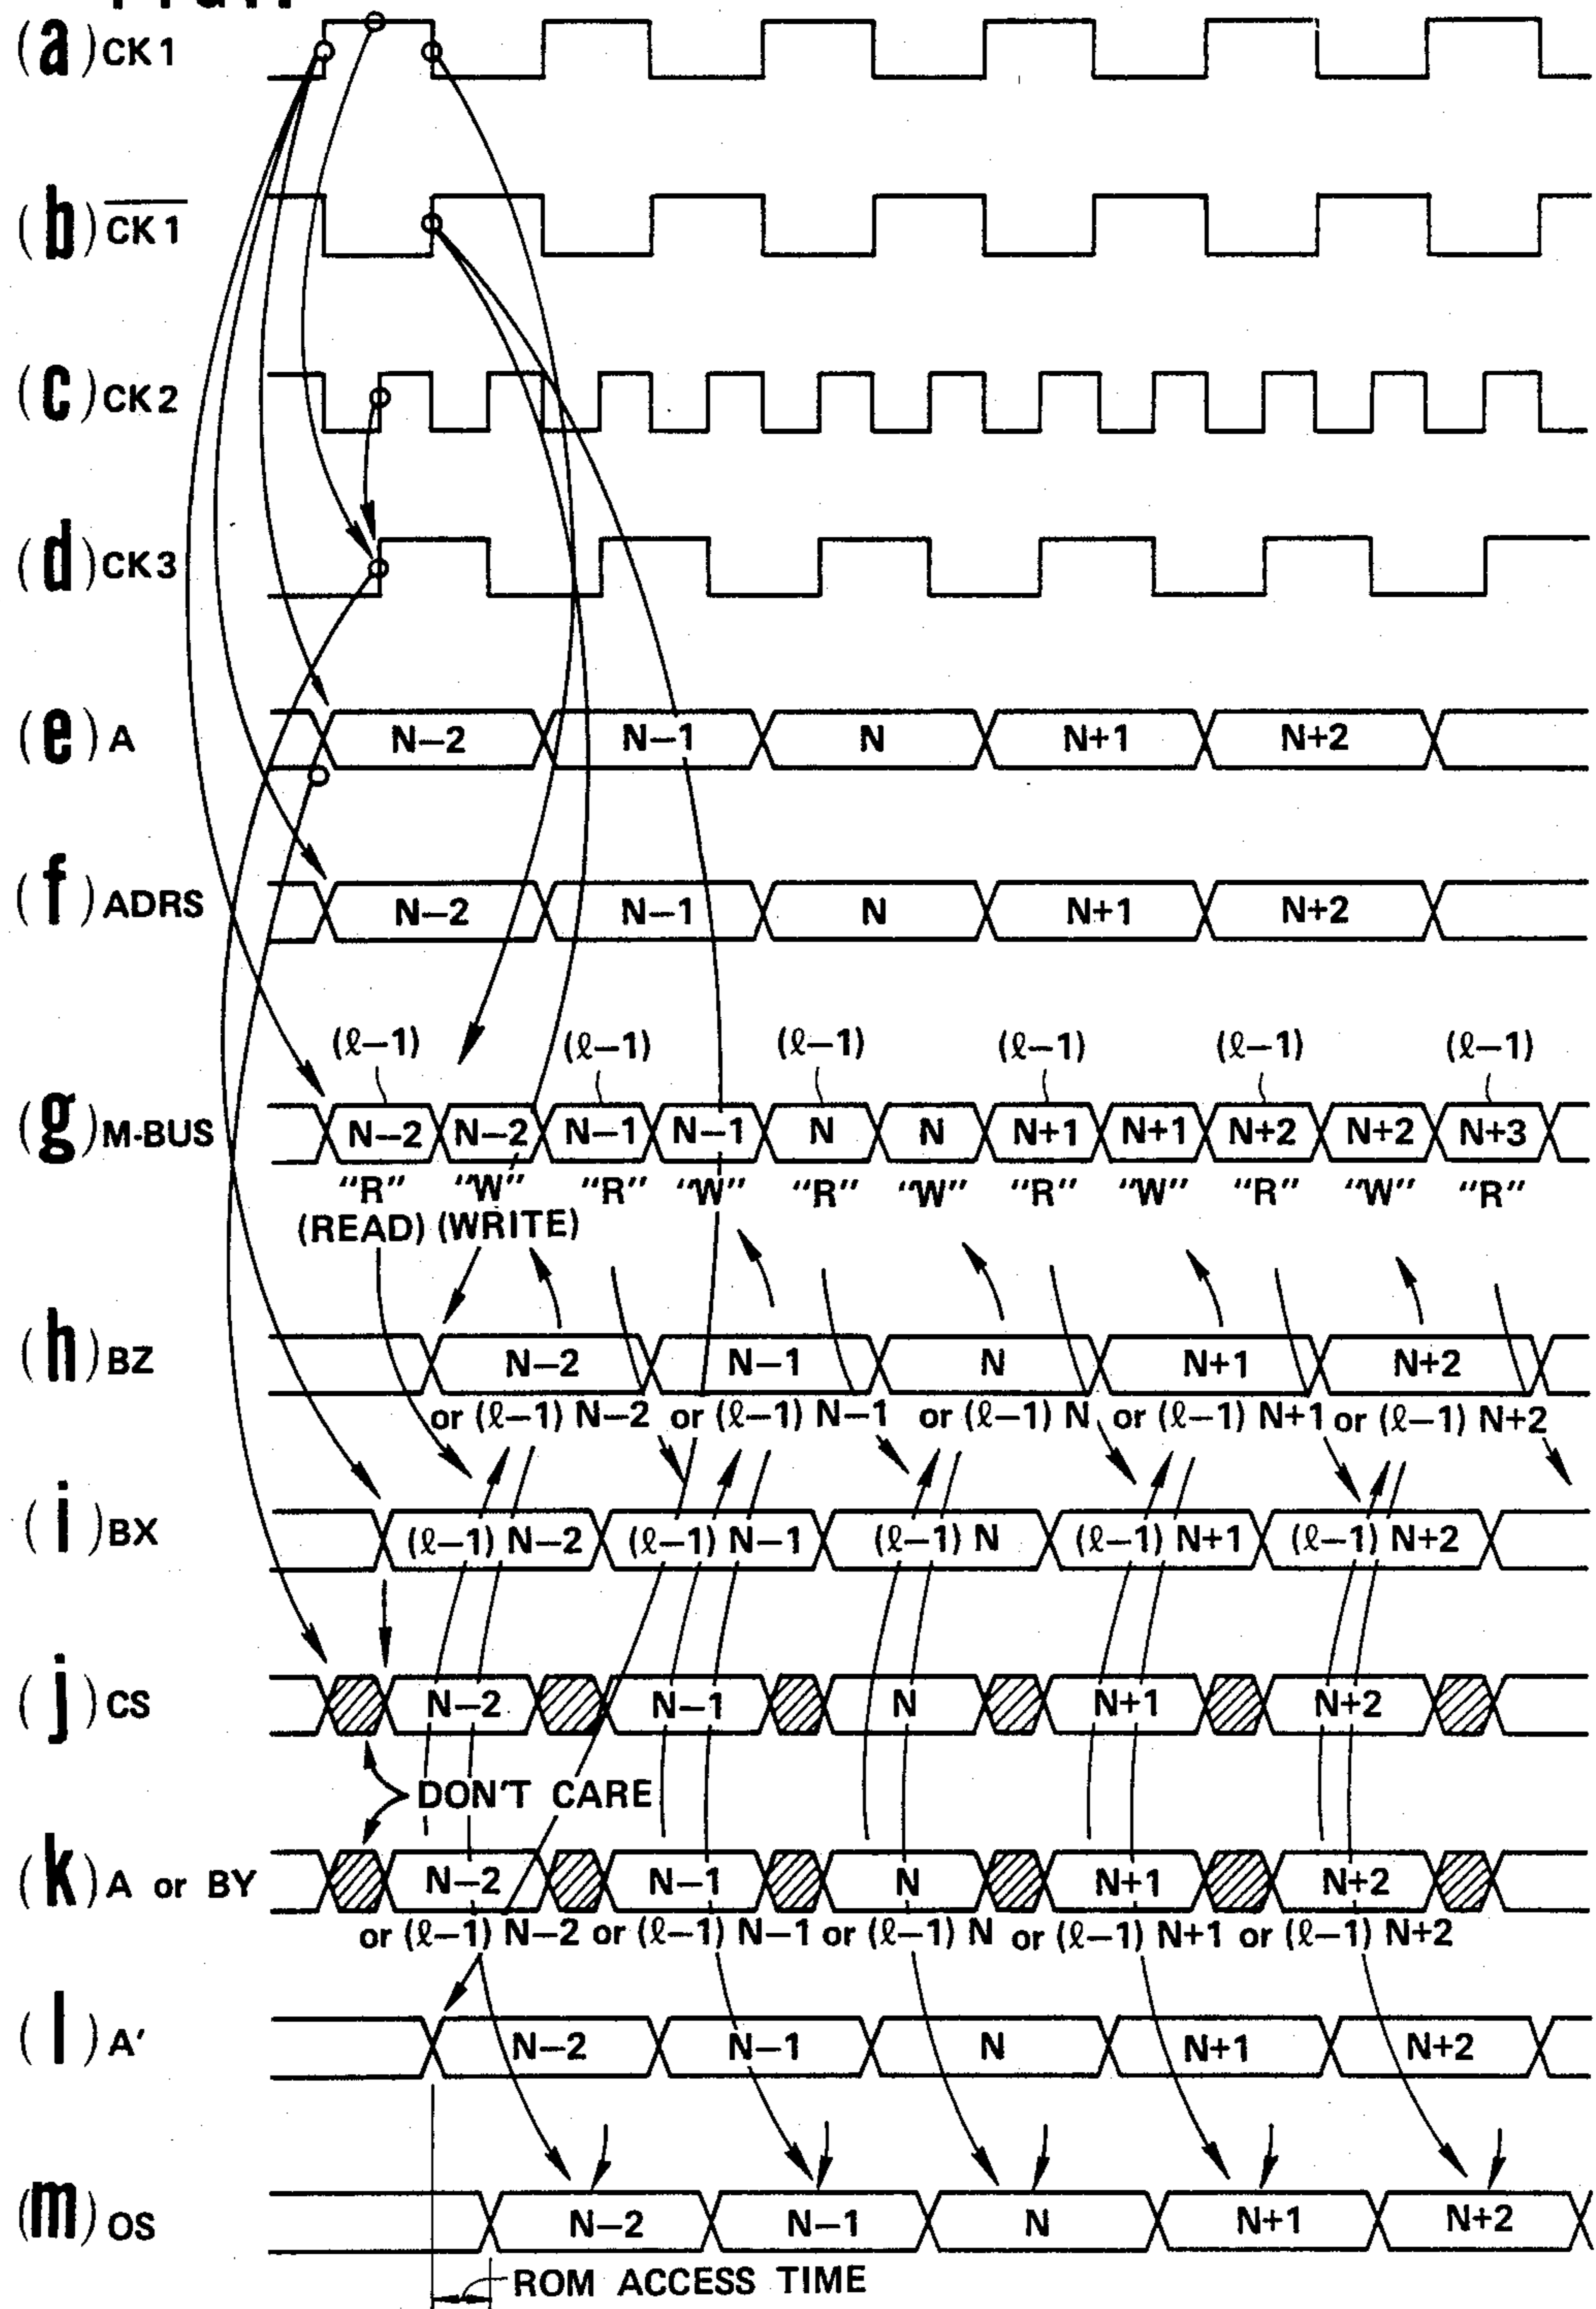 (a) CK1
(b) CK1
(c) CK2
(d) CK3
(e) A N–2 N–1 N N+1 N+2
(f) ADRS N–2 N–1 N N+1 N+2
(ℓ–1) (ℓ–1) (ℓ–1) (ℓ–1) (ℓ–1) (ℓ–1)
(g) M-BUS N–2 N–2 N–1 N–1 N N N+1 N+1 N+2 N+2 N+3
"R" "W" "R" "W" "R" "W" "R" "W" "R" "W" "R"
(READ) (WRITE)
(h) BZ N–2 N–1 N N+1 N+2
or (ℓ–1) N–2 or (ℓ–1) N–1 or (ℓ–1) N or (ℓ–1) N+1 or (ℓ–1) N+2
(i) BX (ℓ–1) N–2 (ℓ–1) N–1 (ℓ–1) N (ℓ–1) N+1 (ℓ–1) N+2
(j) CS N–2 N–1 N N+1 N+2
DON'T CARE
(k) A or BY N–2 N–1 N N+1 N+2
or (ℓ–1) N–2 or (ℓ–1) N–1 or (ℓ–1) N or (ℓ–1) N+1 or (ℓ–1) N+2
(l) A' N–2 N–1 N N+1 N+2
(m) OS N–2 N–1 N N+1 N+2
ROM ACCESS TIME